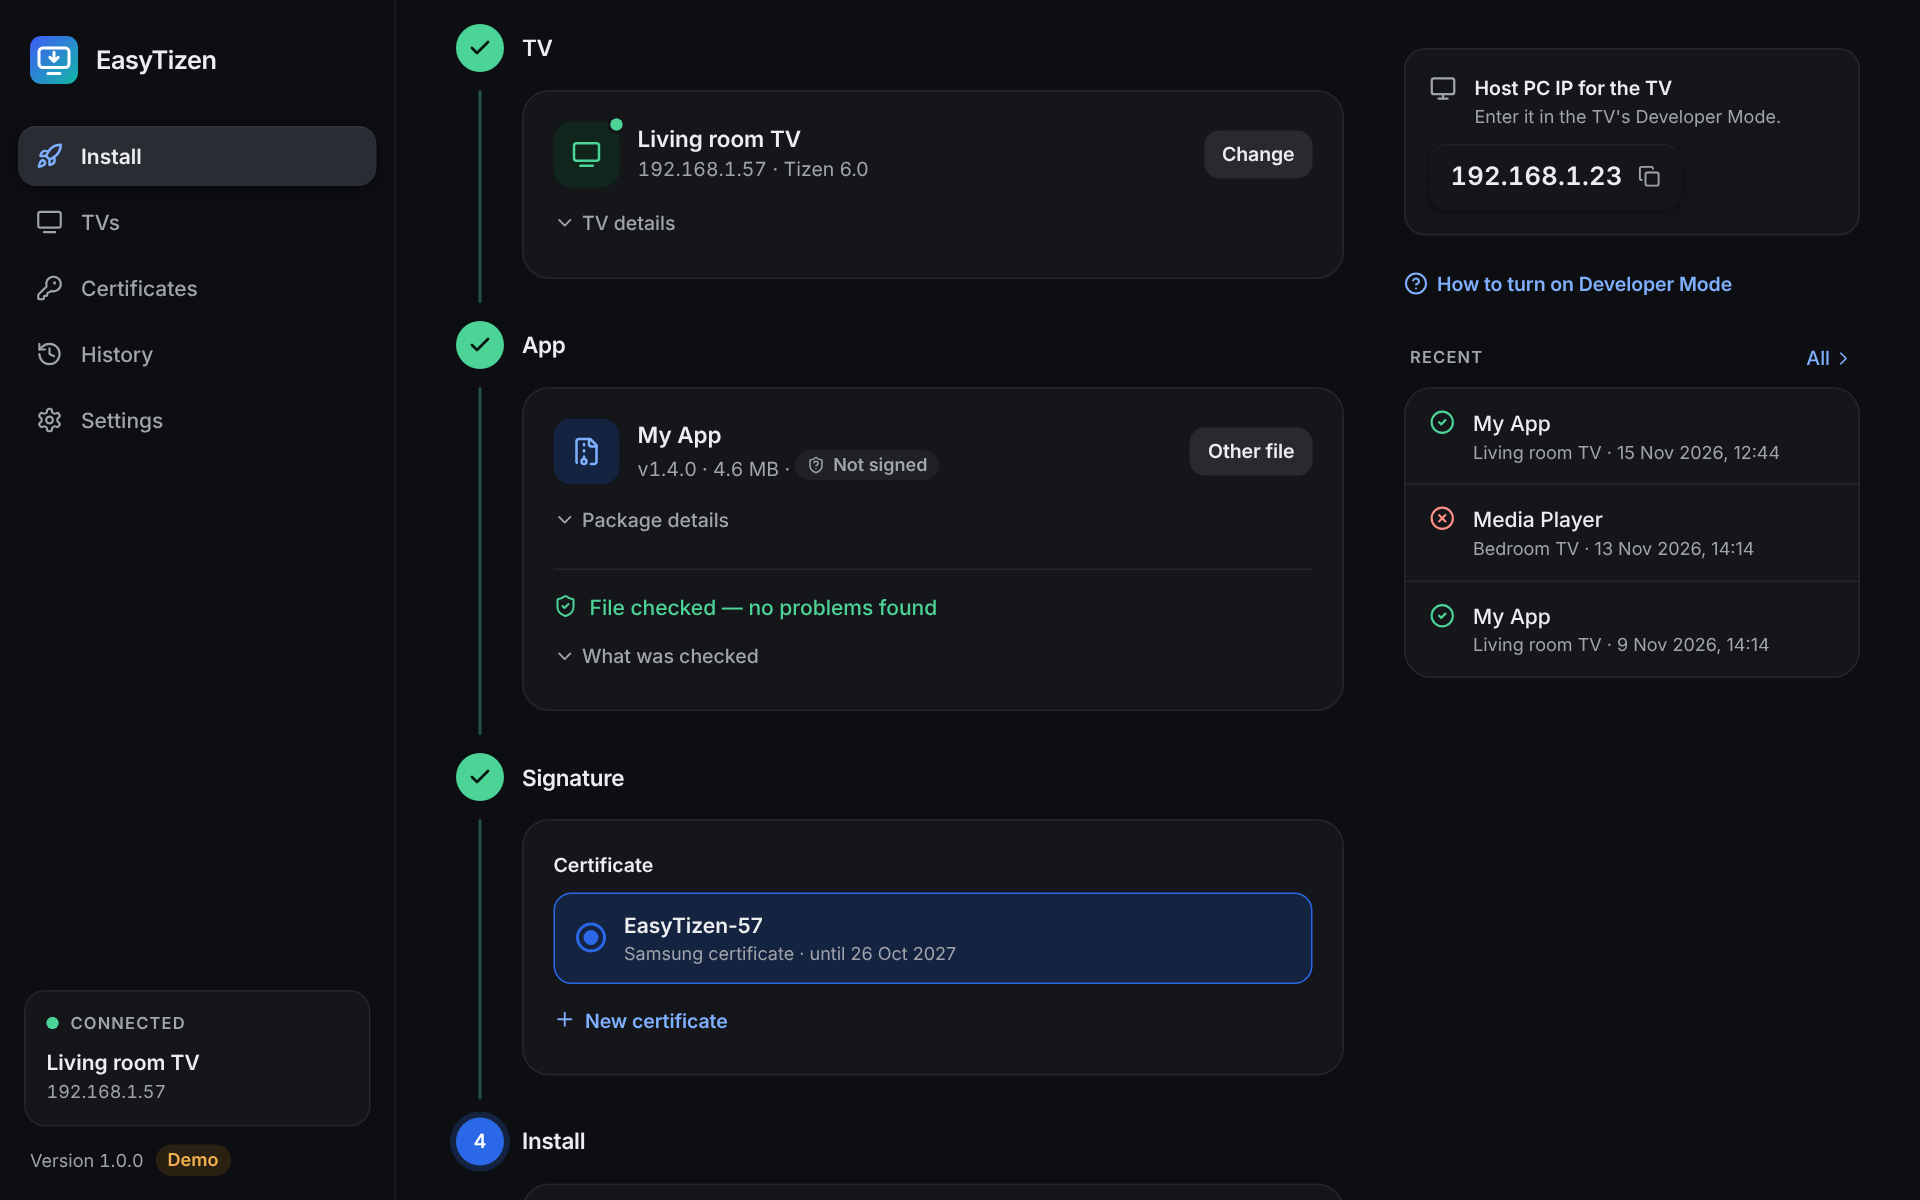 EasyTizen
Install
TVs
Certificates
History
Settings
CONNECTED
Living room TV
192.168.1.57
Version 1.0.0
Demo
TV
Living room TV
192.168.1.57 · Tizen 6.0
Change
TV details
App
My App
v1.4.0 · 4.6 MB · Not signed
Other file
Package details
File checked — no problems found
What was checked
Signature
Certificate
EasyTizen-57
Samsung certificate · until 26 Oct 2027
New certificate
4
Install
Host PC IP for the TV
Enter it in the TV's Developer Mode.
192.168.1.23
How to turn on Developer Mode
RECENT
All
My App
Living room TV · 15 Nov 2026, 12:44
Media Player
Bedroom TV · 13 Nov 2026, 14:14
My App
Living room TV · 9 Nov 2026, 14:14